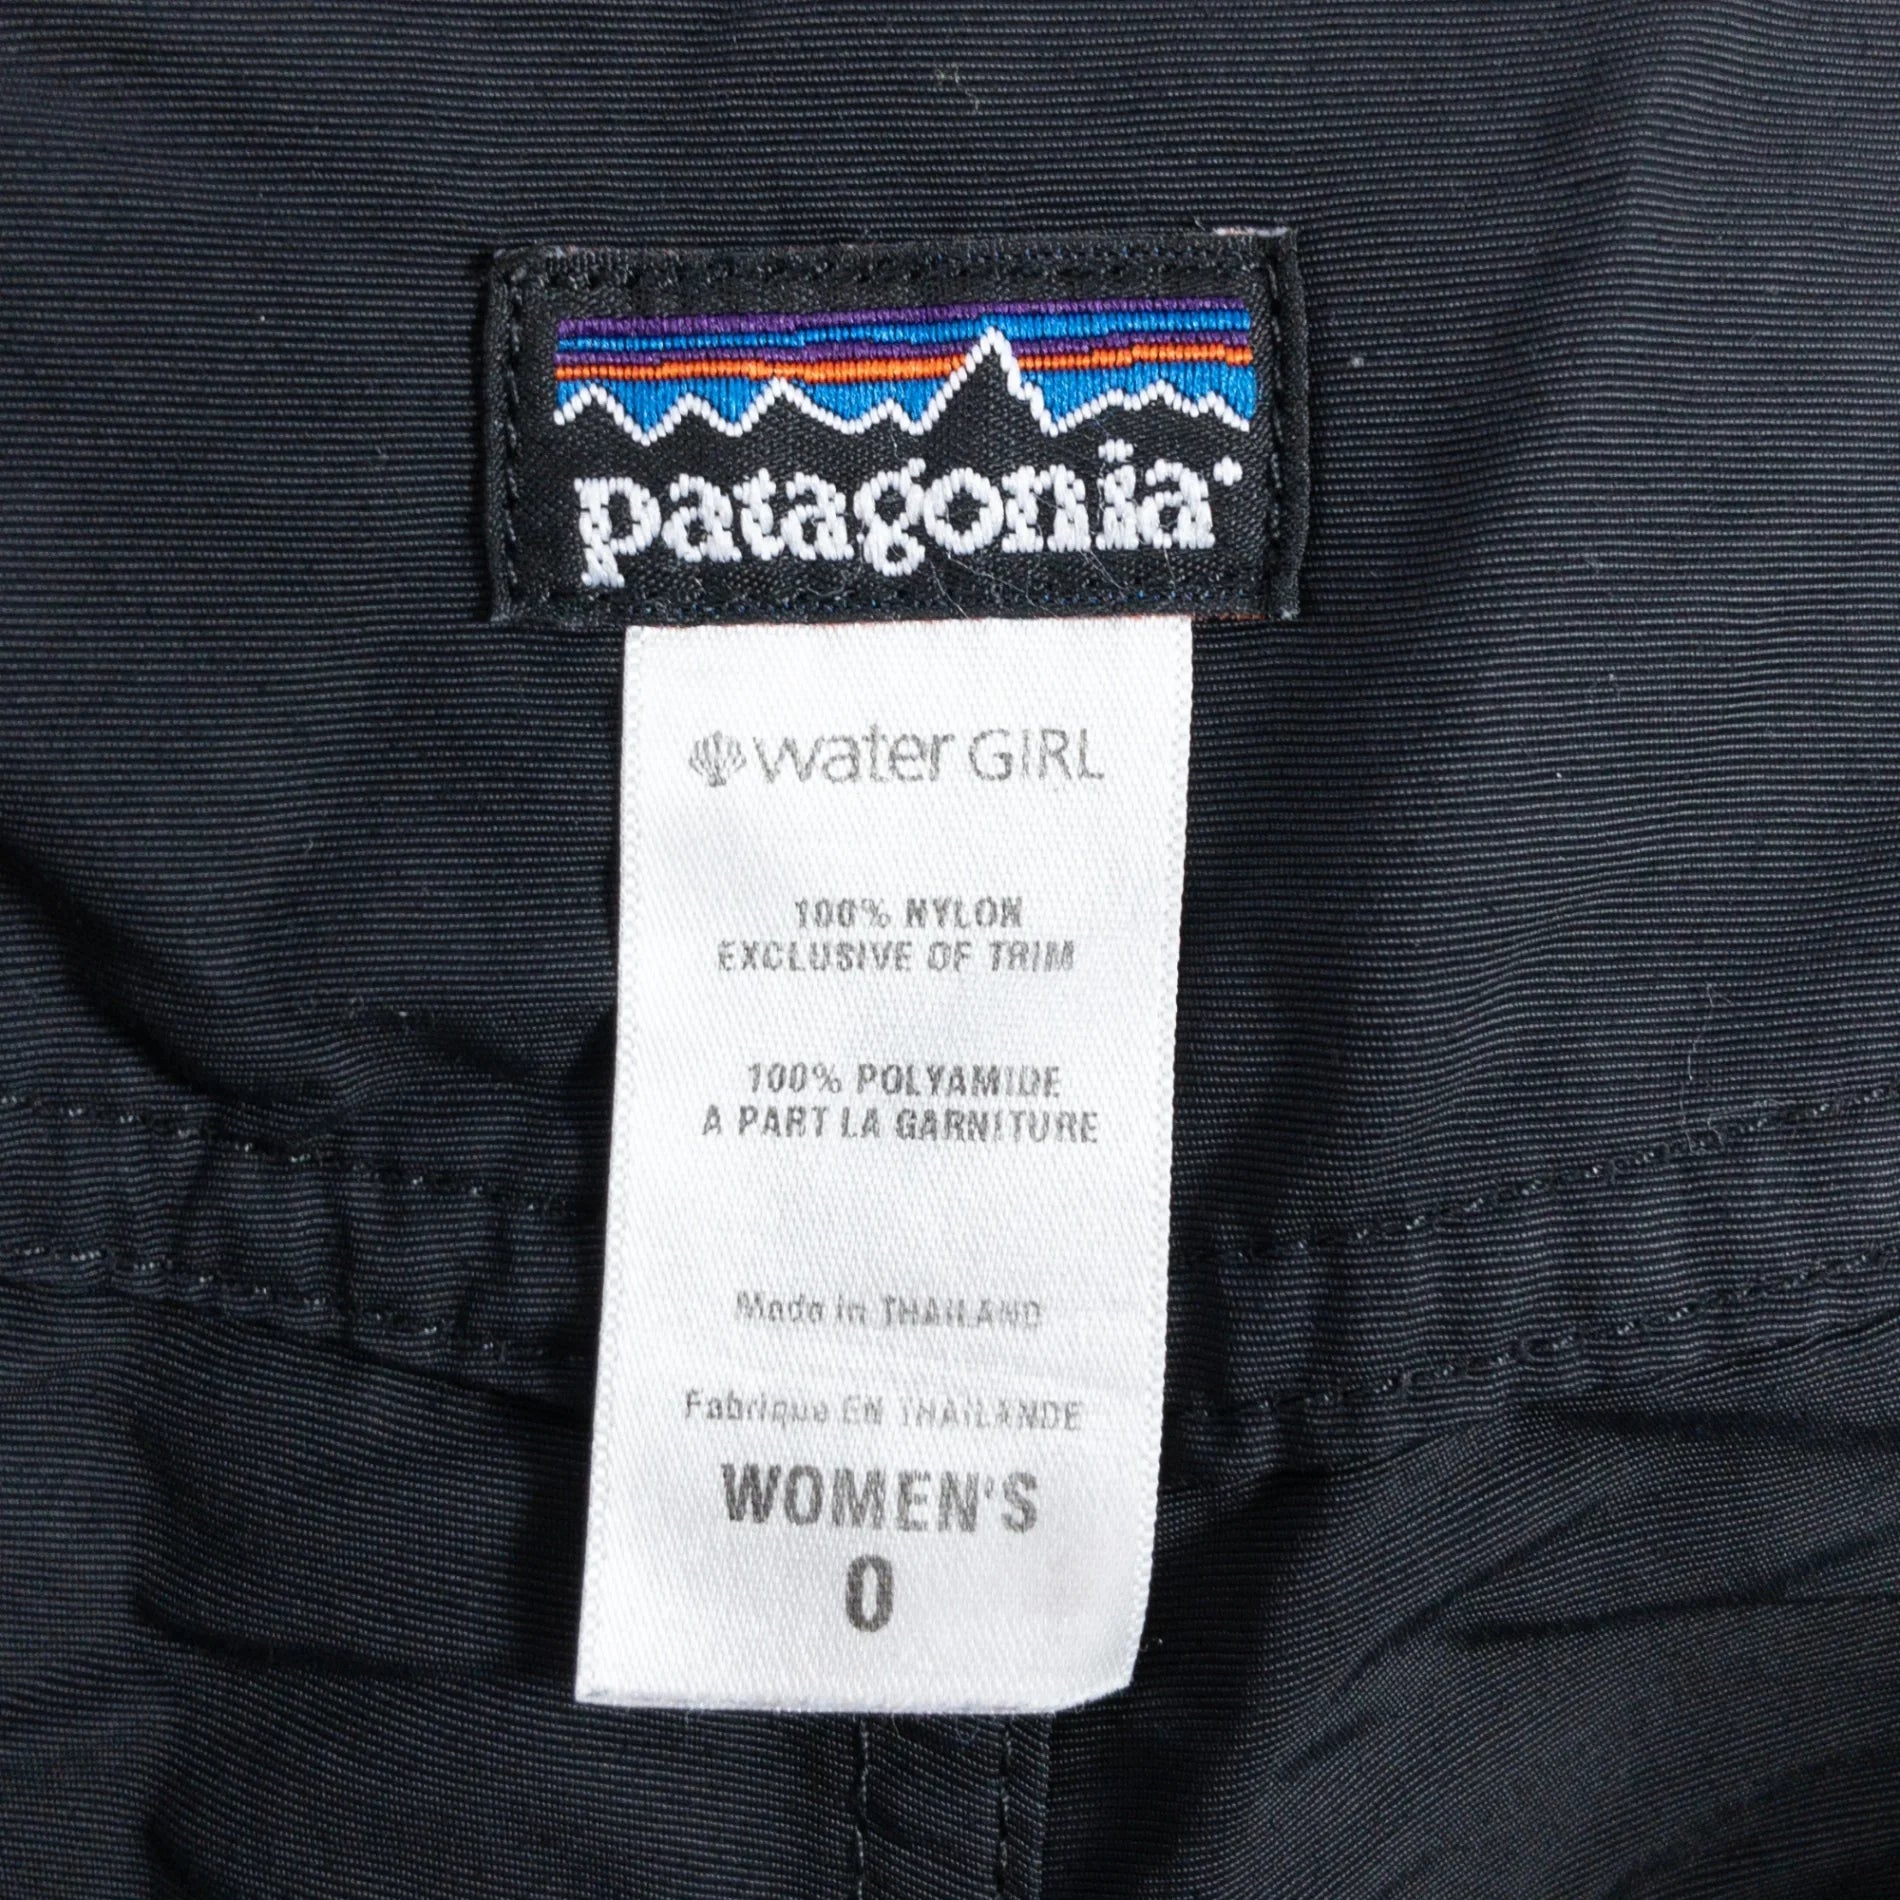 patagonia
water GIRL
100% NYLON
EXCLUSIVE OF TRIM
100% POLYAMIDE
A PART LA GARNITURE
Made in THAILAND
Fabrique EN THAILANDE
WOMEN'S
0